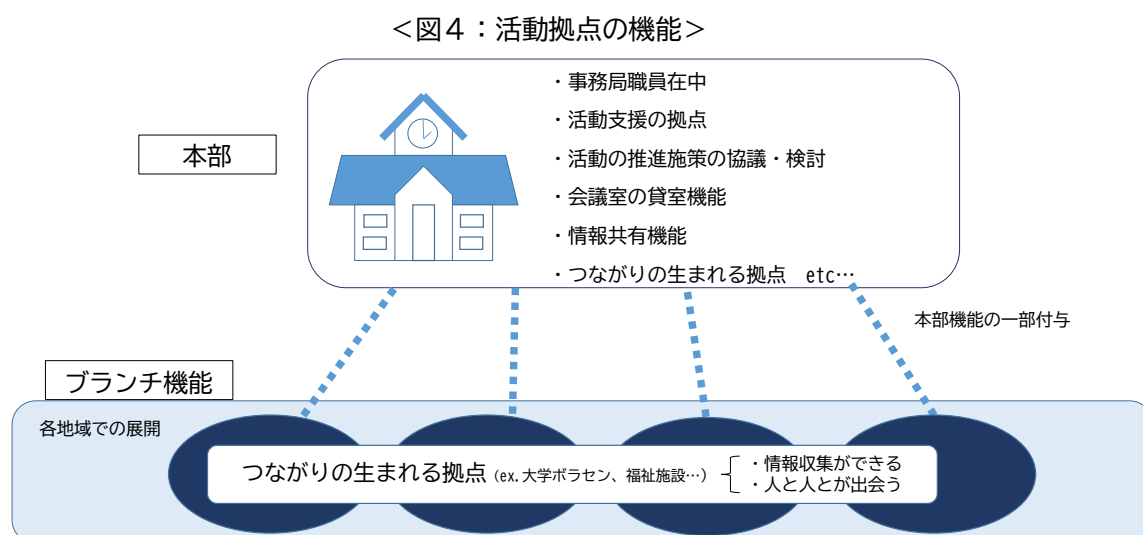 ＜図４：活動拠点の機能＞
本部
・事務局職員在中
・活動支援の拠点
・活動の推進施策の協議・検討
・会議室の貸室機能
・情報共有機能
・つながりの生まれる拠点　etc…
本部機能の一部付与
ブランチ機能
各地域での展開
つながりの生まれる拠点（ex.大学ボラセン、福祉施設…）
・情報収集ができる
・人と人とが出会う